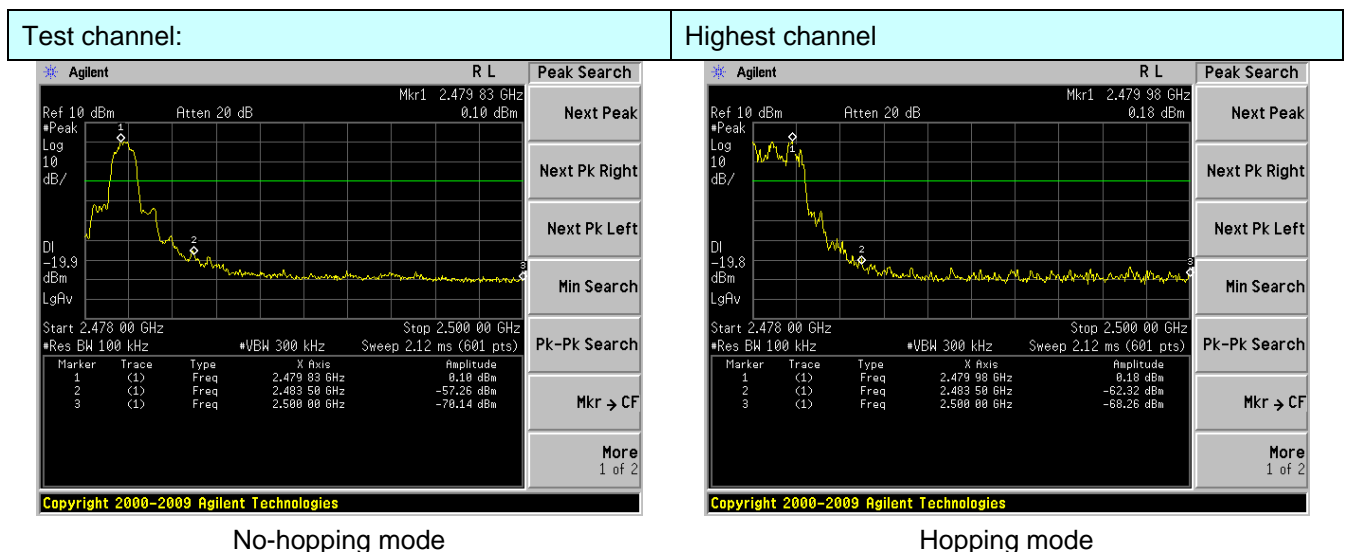 Test channel:
Highest channel
Agilent
R L
Peak Search
Mkr1 2.479 83 GHz
Ref 10 dBm
Atten 20 dB
0.10 dBm
#Peak
Log
10
dB/
DI
-19.9
dBm
LgAv
1
2
3
Start 2.478 00 GHz
Stop 2.500 00 GHz
#Res BW 100 kHz
#VBW 300 kHz
Sweep 2.12 ms (601 pts)
Marker Trace Type X Axis Amplitude
1 (1) Freq 2.479 83 GHz 0.10 dBm
2 (1) Freq 2.483 50 GHz -57.26 dBm
3 (1) Freq 2.500 00 GHz -70.14 dBm
Next Peak
Next Pk Right
Next Pk Left
Min Search
Pk-Pk Search
Mkr → CF
More
1 of 2
Copyright 2000-2009 Agilent Technologies
No-hopping mode
Agilent
R L
Peak Search
Mkr1 2.479 98 GHz
Ref 10 dBm
Atten 20 dB
0.18 dBm
#Peak
Log
10
dB/
DI
-19.8
dBm
LgAv
1
2
3
Start 2.478 00 GHz
Stop 2.500 00 GHz
#Res BW 100 kHz
#VBW 300 kHz
Sweep 2.12 ms (601 pts)
Marker Trace Type X Axis Amplitude
1 (1) Freq 2.479 98 GHz 0.18 dBm
2 (1) Freq 2.483 50 GHz -62.32 dBm
3 (1) Freq 2.500 00 GHz -68.26 dBm
Next Peak
Next Pk Right
Next Pk Left
Min Search
Pk-Pk Search
Mkr → CF
More
1 of 2
Copyright 2000-2009 Agilent Technologies
Hopping mode